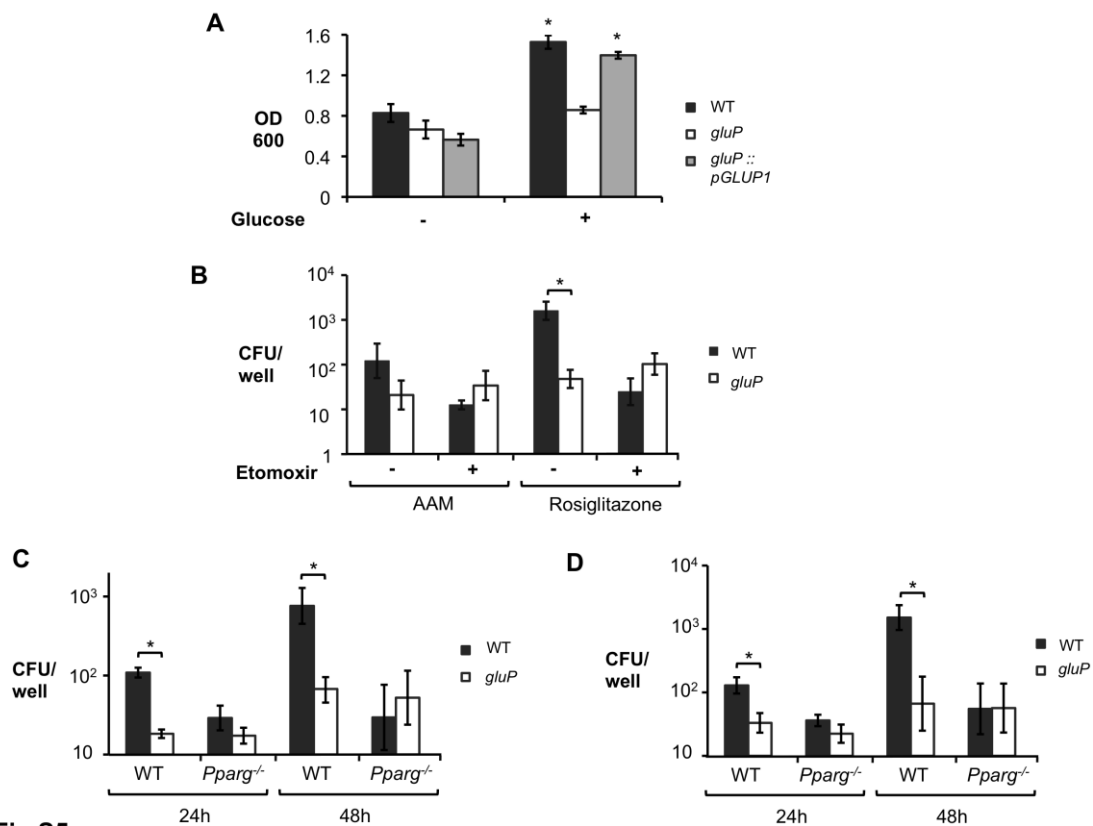 A
1.6
1.2
0.8
0.4
0
OD
600
* *
WT
gluP
gluP ::
pGLUP1
Glucose - +
B
10⁴
10³
10²
10
1
CFU/
well
*
WT
gluP
Etomoxir - + - +
AAM Rosiglitazone
C
10³
10²
10
CFU/
well
* *
WT
gluP
WT Pparg-/- WT Pparg-/-
24h 48h
D
10⁴
10³
10²
10
CFU/
well
* *
WT
gluP
WT Pparg-/- WT Pparg-/-
24h 48h